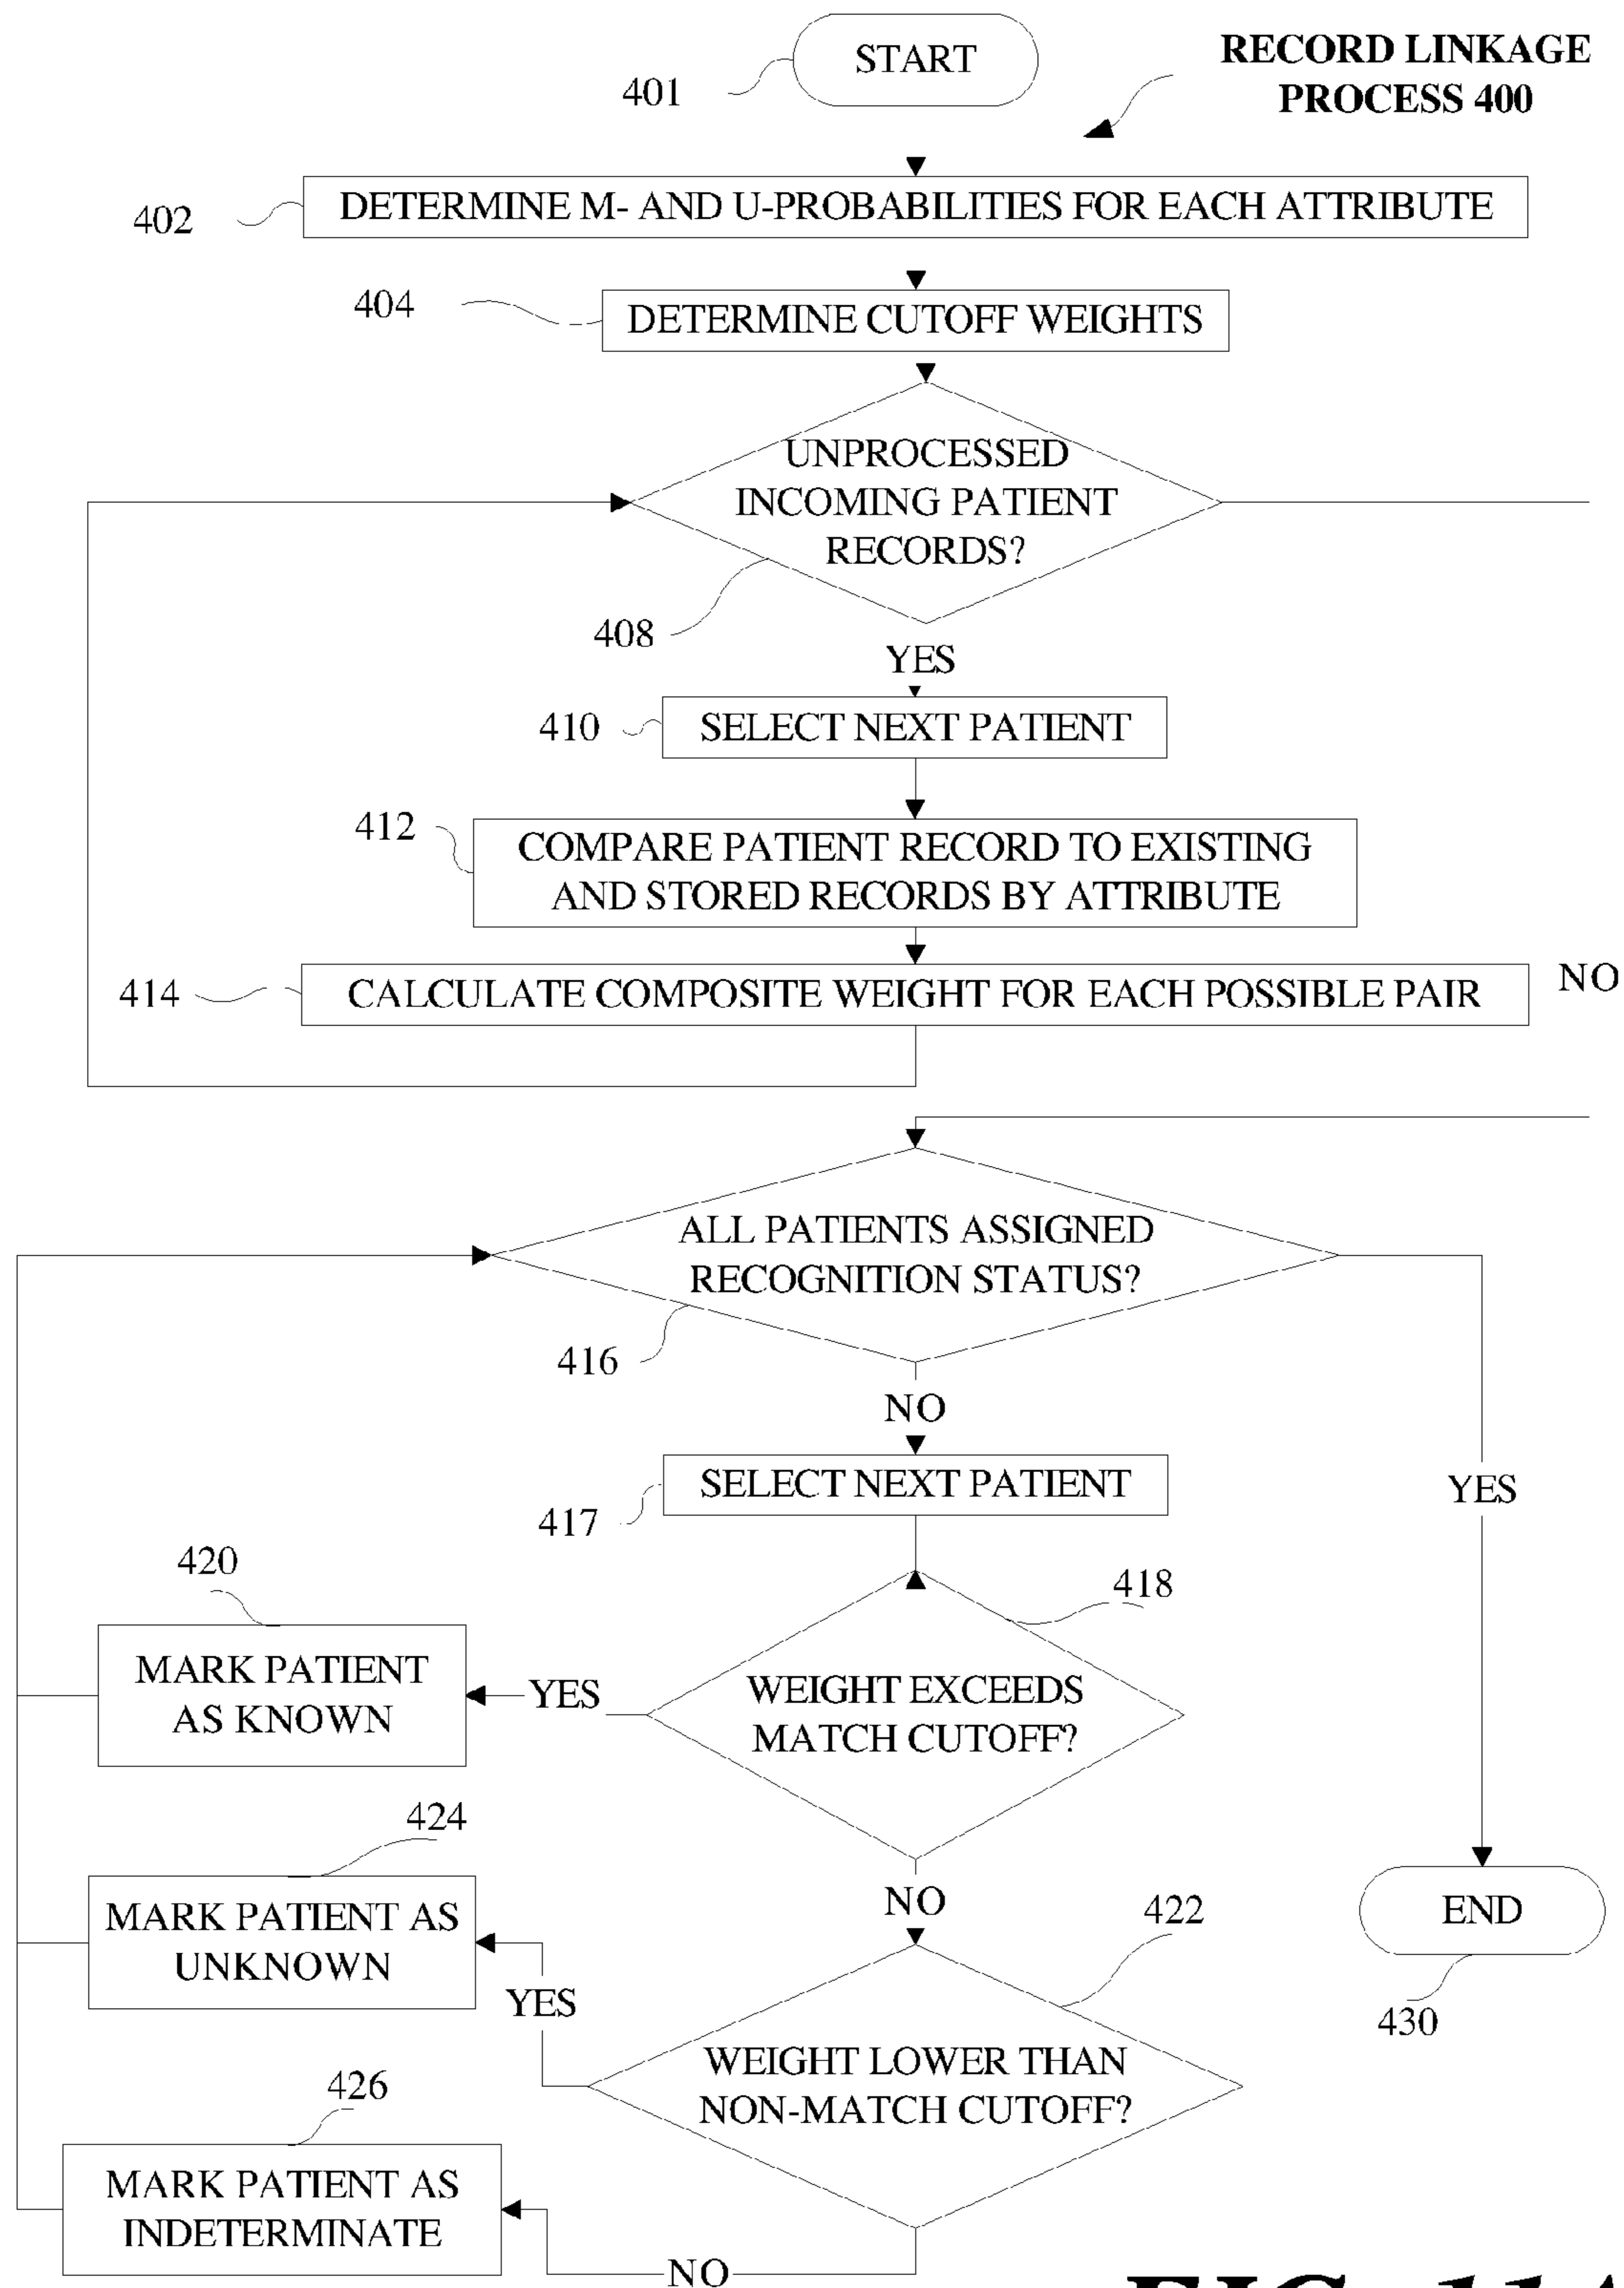 START
401
RECORD LINKAGE
PROCESS 400
402
DETERMINE M- AND U-PROBABILITIES FOR EACH ATTRIBUTE
404
DETERMINE CUTOFF WEIGHTS
UNPROCESSED
INCOMING PATIENT
RECORDS?
408
YES
410
SELECT NEXT PATIENT
412
COMPARE PATIENT RECORD TO EXISTING
AND STORED RECORDS BY ATTRIBUTE
414
CALCULATE COMPOSITE WEIGHT FOR EACH POSSIBLE PAIR
NO
ALL PATIENTS ASSIGNED
RECOGNITION STATUS?
416
NO
417
SELECT NEXT PATIENT
YES
420
418
MARK PATIENT
AS KNOWN
YES
WEIGHT EXCEEDS
MATCH CUTOFF?
424
NO
422
MARK PATIENT AS
UNKNOWN
YES
END
430
WEIGHT LOWER THAN
NON-MATCH CUTOFF?
426
MARK PATIENT AS
INDETERMINATE
NO